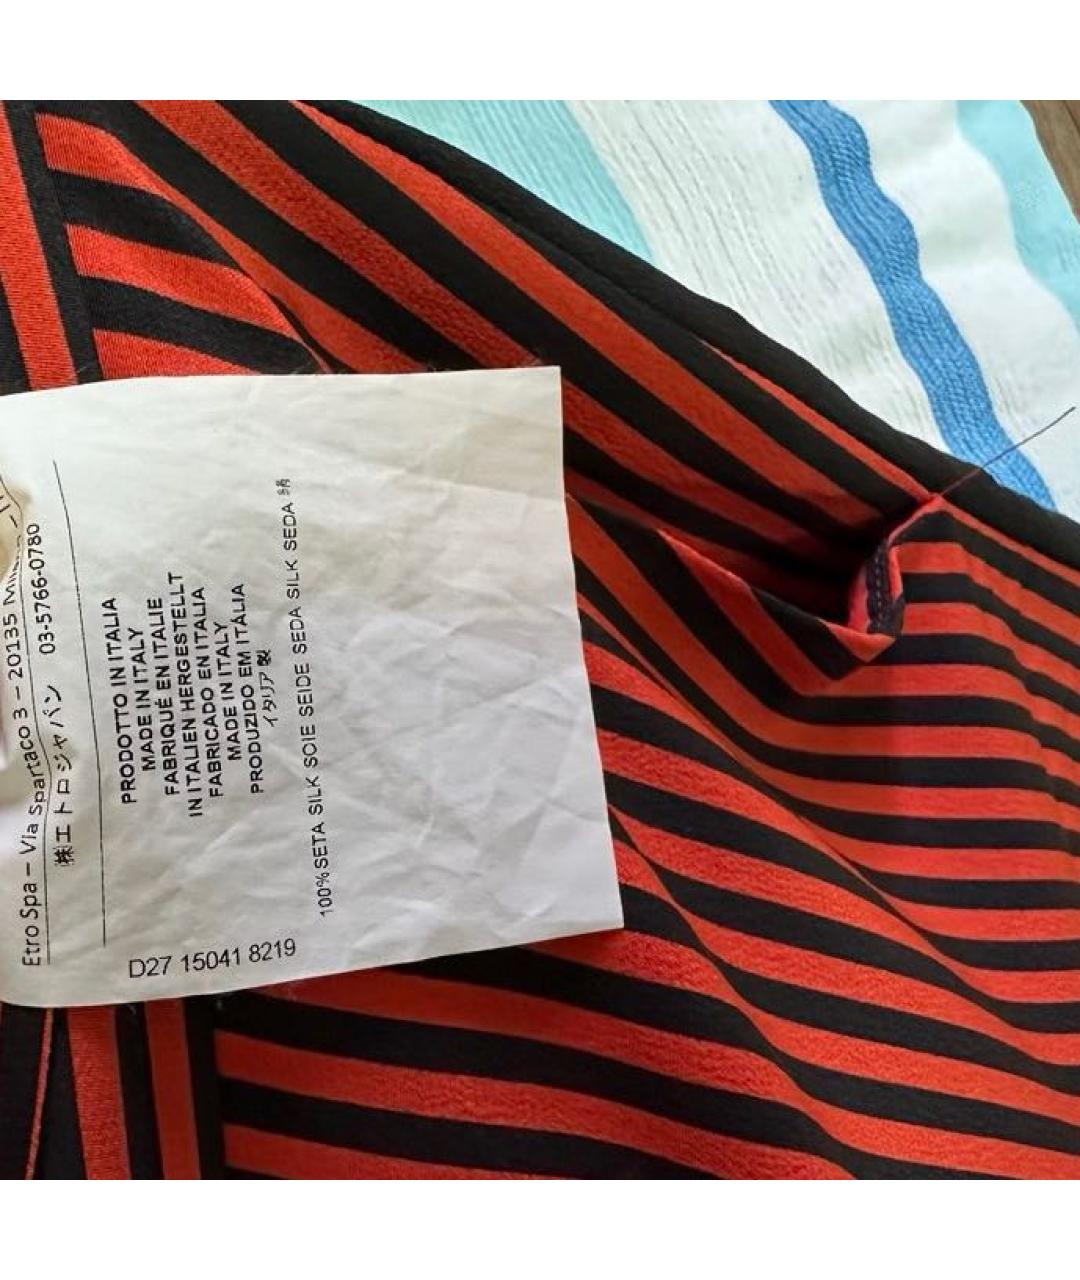 Etro Spa – Via Spartaco 3 – 20135
㈱エトロジャパン 03-5766-0780
PRODOTTO IN ITALIA
MADE IN ITALY
FABRIQUÉ EN ITALIE
IN ITALIEN HERGESTELLT
FABRICADO EN ITALIA
MADE IN ITALY
PRODUZIDO EM ITÁLIA
イタリア製
100%SETA SILK SOIE SEIDE SEDA SILK SEDA 絹
D27 15041 8219